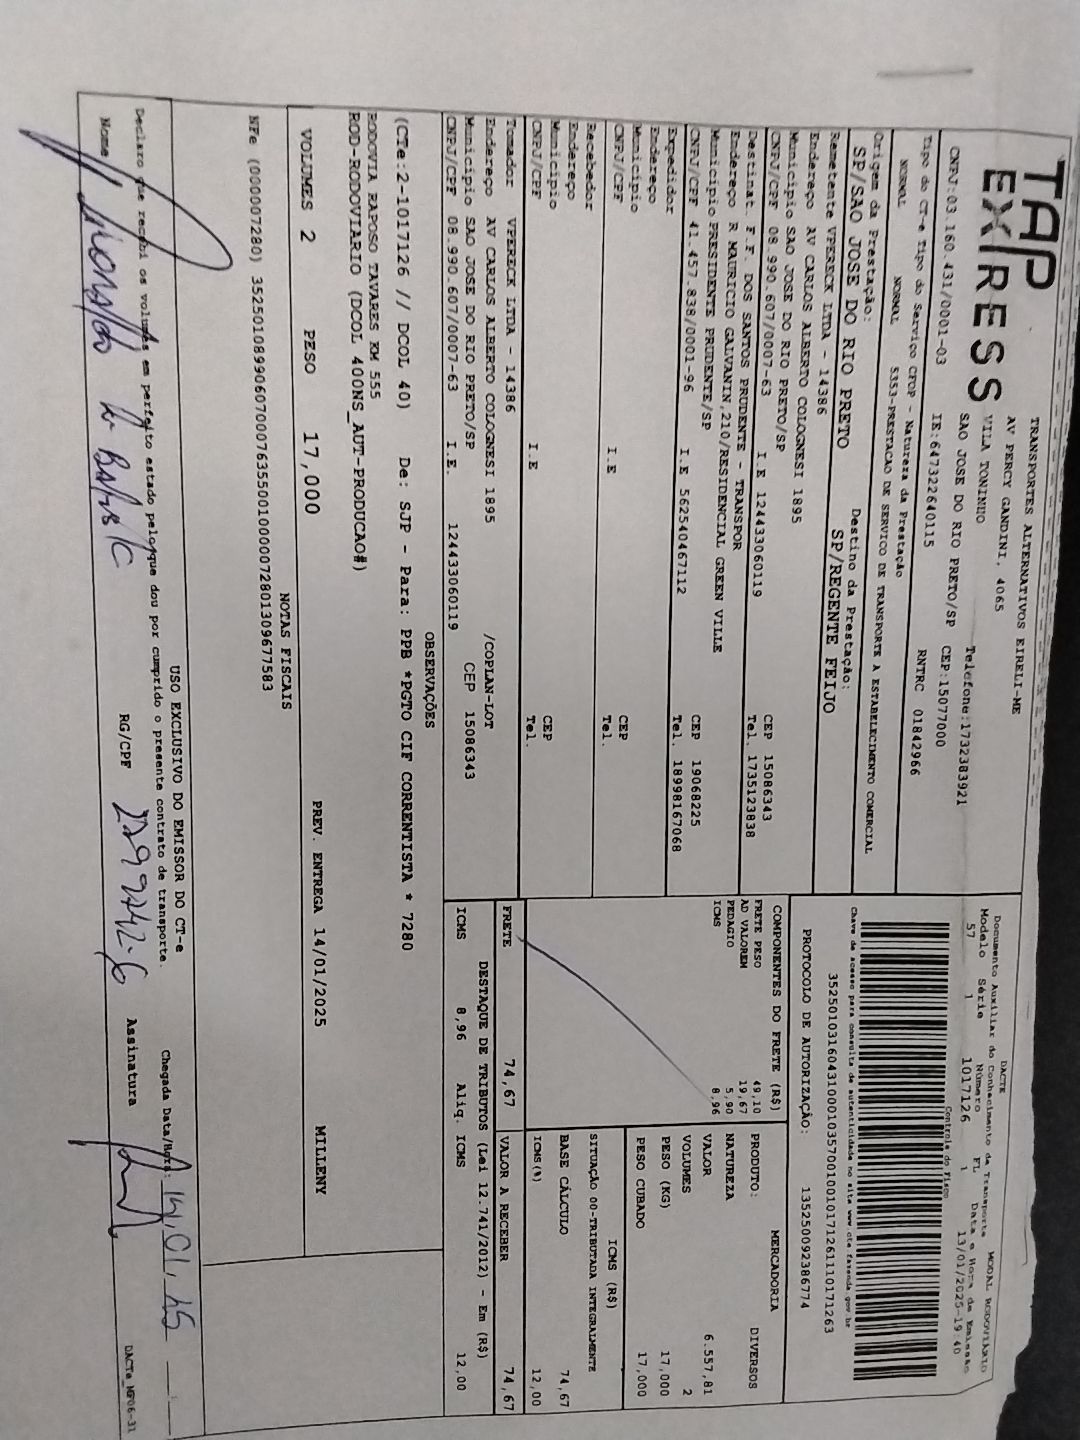 TAP
EXPRESS
TRANSPORTES ALTERNATIVOS EIRELI-ME
AV PERCY GANDINI, 4065
VILA TONINHO
Telefone:1732383921
SAO JOSE DO RIO PRETO/SP CEP:15077000
CNPJ:03.160.431/0001-03 IE:647322640115 RNTRC 01842966
Tipo do CT-e Tipo do Serviço CFOP - Natureza da Prestação
NORMAL NORMAL 5353-PRESTACAO DE SERVICO DE TRANSPORTE A ESTABELECIMENTO COMERCIAL
Origem da Prestação: Destino da Prestação:
SP/SAO JOSE DO RIO PRETO SP/REGENTE FEIJO
Remetente VPERECK LTDA - 14386
Endereço AV CARLOS ALBERTO COLOGNESI 1895
Município SAO JOSE DO RIO PRETO/SP CEP 15086343
CNPJ/CPF 08.990.607/0007-63 I.E 124433060119 Tel. 1735123838
Destinat. F.F. DOS SANTOS PRUDENTE - TRANSPOR
Endereço R MAURICIO GALVANIN,210/RESIDENCIAL GREEN VILLE
Município PRESIDENTE PRUDENTE/SP CEP 19068225
CNPJ/CPF 41.457.838/0001-96 I.E 562540467112 Tel. 18998167068
Expedidor
Endereço
Município CEP
CNPJ/CPF I.E Tel.
Recebedor
Endereço
Município CEP
CNPJ/CPF I.E Tel.
Tomador VPERECK LTDA - 14386
Endereço AV CARLOS ALBERTO COLOGNESI 1895 /COPLAN-LOT
Município SAO JOSE DO RIO PRETO/SP CEP 15086343
CNPJ/CPF 08.990.607/0007-63 I.E. 124433060119
DACTE MODAL RODOVIÁRIO
Documento Auxiliar do Conhecimento de Transporte
Modelo Série Número FL Data e Hora de Emissão
57 1 1017126 1 13/01/2025-19:40
Controle do Fisco
Chave de acesso para consulta de autenticidade no site www.cte.fazenda.gov.br
35250103160431000103570010010171261110171263
PROTOCOLO DE AUTORIZAÇÃO: 135250092386774
COMPONENTES DO FRETE (R$)
FRETE PESO 49,10
AD VALOREM 19,67
PEDAGIO 5,90
ICMS 8,96
MERCADORIA
PRODUTO: DIVERSOS
NATUREZA
VALOR 6.557,81
VOLUMES 2
PESO (KG) 17,000
PESO CUBADO 17,000
ICMS (R$)
SITUAÇÃO 00-TRIBUTADA INTEGRALMENTE
BASE CÁLCULO 74,67
ICMS(%) 12,00
FRETE 74,67 VALOR A RECEBER 74,67
DESTAQUE DE TRIBUTOS (Lei 12.741/2012) - Em (R$)
ICMS 8,96 Aliq. ICMS 12,00
OBSERVAÇÕES
(CTe:2-1017126 // DCOL 40) De: SJP - Para: PPB *PGTO CIF CORRENTISTA * 7280
RODOVIA RAPOSO TAVARES KM 555
ROD-RODOVIARIO (DCOL 400NS_AUT-PRODUCAO#)
VOLUMES 2 PESO 17,000 PREV. ENTREGA 14/01/2025 MILLENY
NOTAS FISCAIS
NFe (000007280) 35250108990607000763550010000072801309677583
USO EXCLUSIVO DO EMISSOR DO CT-e
Declaro que recebi os volumes em perfeito estado pelo que dou por cumprido o presente contrato de transporte.
Chegada Data/Hora: 14.01.25
Nome RG/CPF 2799242-6 Assinatura
DACTe_MP06-31